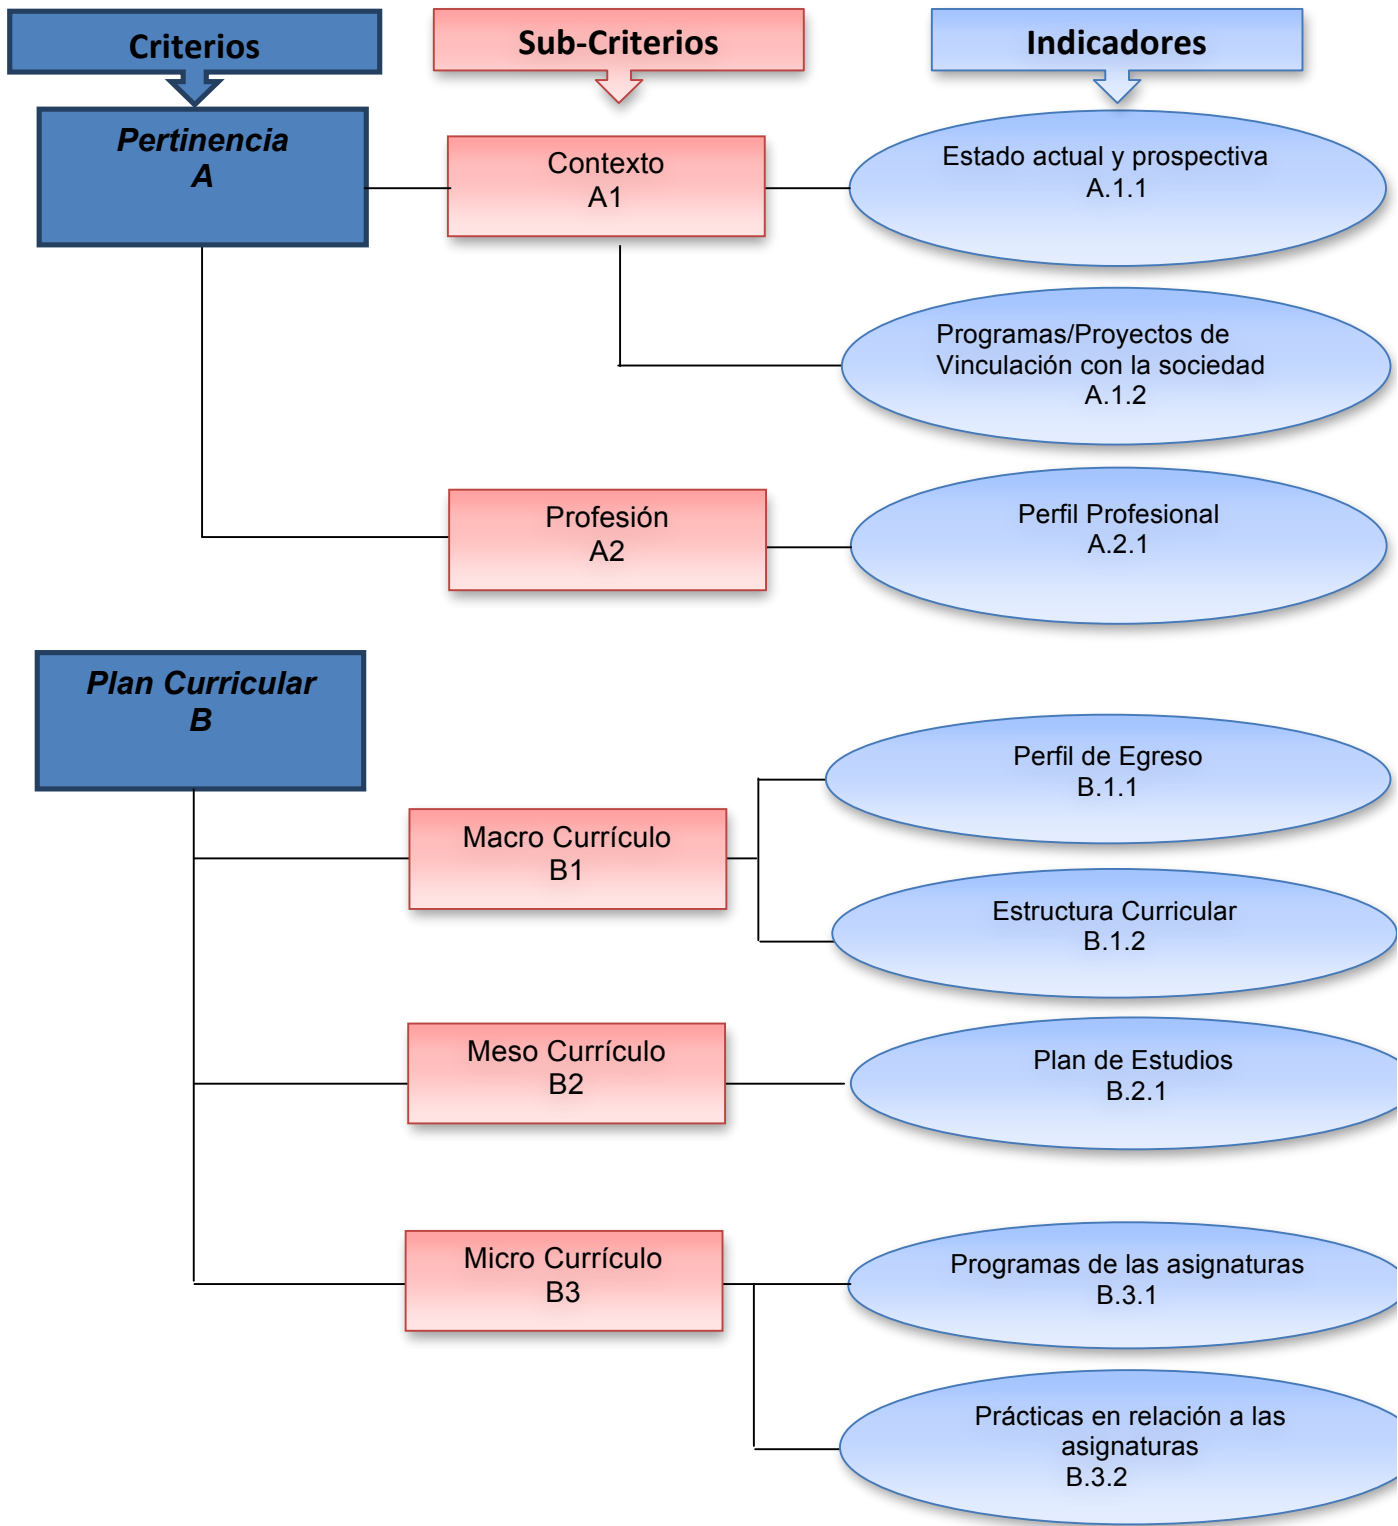 Criterios
Sub-Criterios
Indicadores
Pertinencia
A
Contexto
A1
Estado actual y prospectiva
A.1.1
Programas/Proyectos de
Vinculación con la sociedad
A.1.2
Profesión
A2
Perfil Profesional
A.2.1
Plan Curricular
B
Perfil de Egreso
B.1.1
Macro Currículo
B1
Estructura Curricular
B.1.2
Meso Currículo
B2
Plan de Estudios
B.2.1
Micro Currículo
B3
Programas de las asignaturas
B.3.1
Prácticas en relación a las
asignaturas
B.3.2